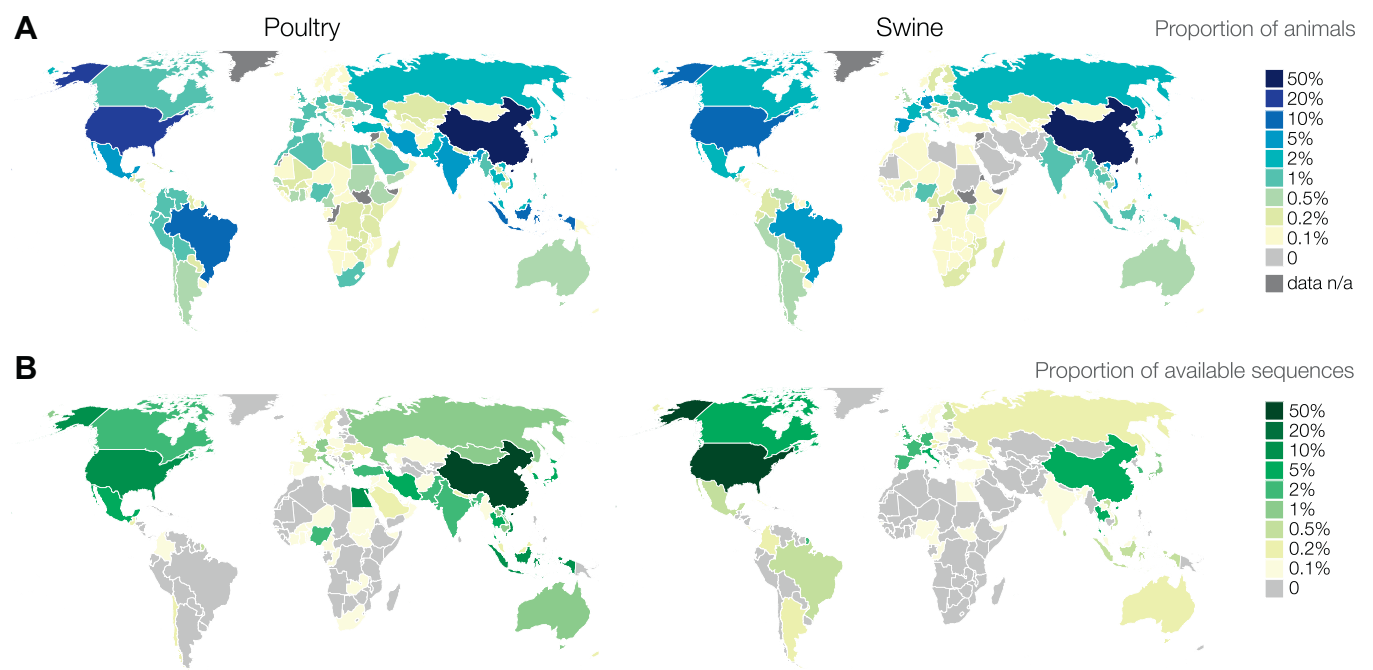 A
Poultry
Swine
Proportion of animals
50%
20%
10%
5%
2%
1%
0.5%
0.2%
0.1%
0
data n/a
B
Proportion of available sequences
50%
20%
10%
5%
2%
1%
0.5%
0.2%
0.1%
0